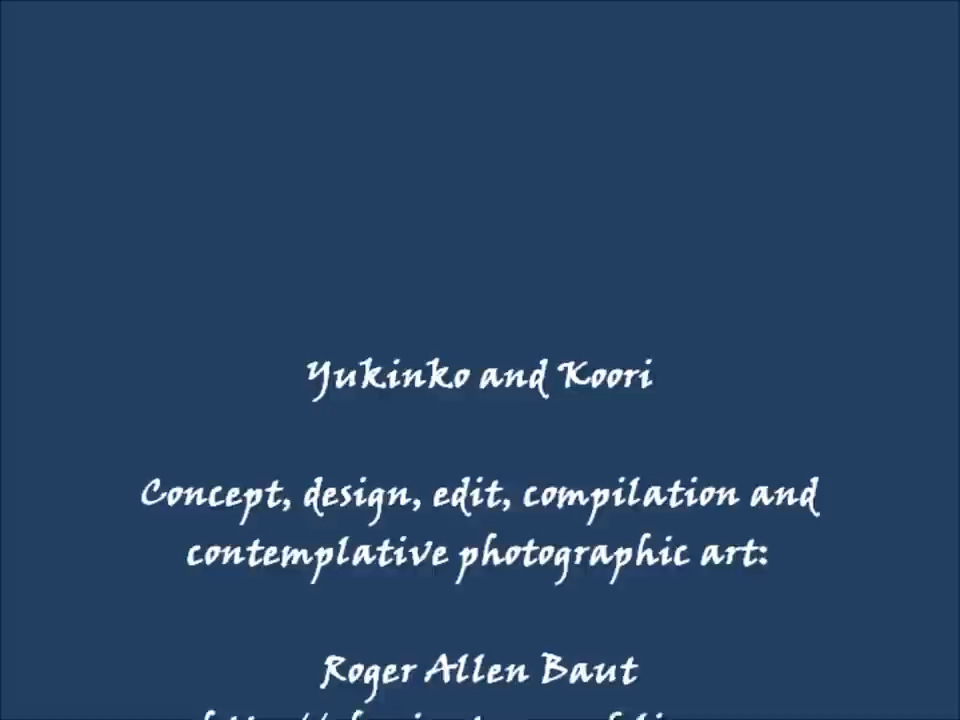 Yukinko and Koori
Concept, design, edit, compilation and
contemplative photographic art:
Roger Allen Baut